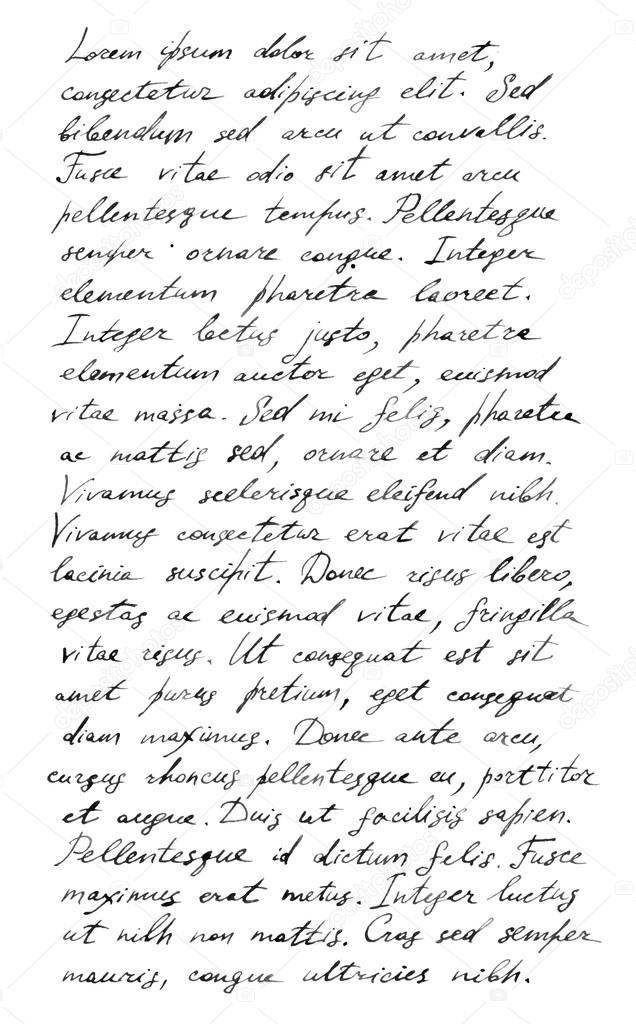 Lorem ipsum dolor sit amet,
consectetur adipiscing elit. Sed
bibendum sed arcu ut convallis.
Fusce vitae odio sit amet arcu
pellentesque tempus. Pellentesque
semper ornare congue. Integer
elementum pharetra laoreet.
Integer lectus justo, pharetra
elementum auctor eget, euismod
vitae massa. Sed mi felis, pharetra
ac mattis sed, ornare et diam.
Vivamus scelerisque eleifend nibh.
Vivamus consectetur erat vitae est
lacinia suscipit. Donec risus libero,
egestas ac euismod vitae, fringilla
vitae risus. Ut consequat est sit
amet purus pretium, eget consequat
diam maximus. Donec ante arcu,
cursus rhoncus pellentesque eu, porttitor
et augue. Duis ut facilisis sapien.
Pellentesque id dictum felis. Fusce
maximus erat metus. Integer luctus
ut nibh non mattis. Cras sed semper
mauris, congue ultricies nibh.